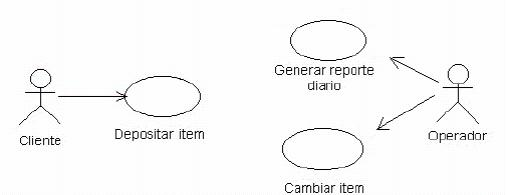 Cliente
Depositar item
Generar reporte
diario
Operador
Cambiar item